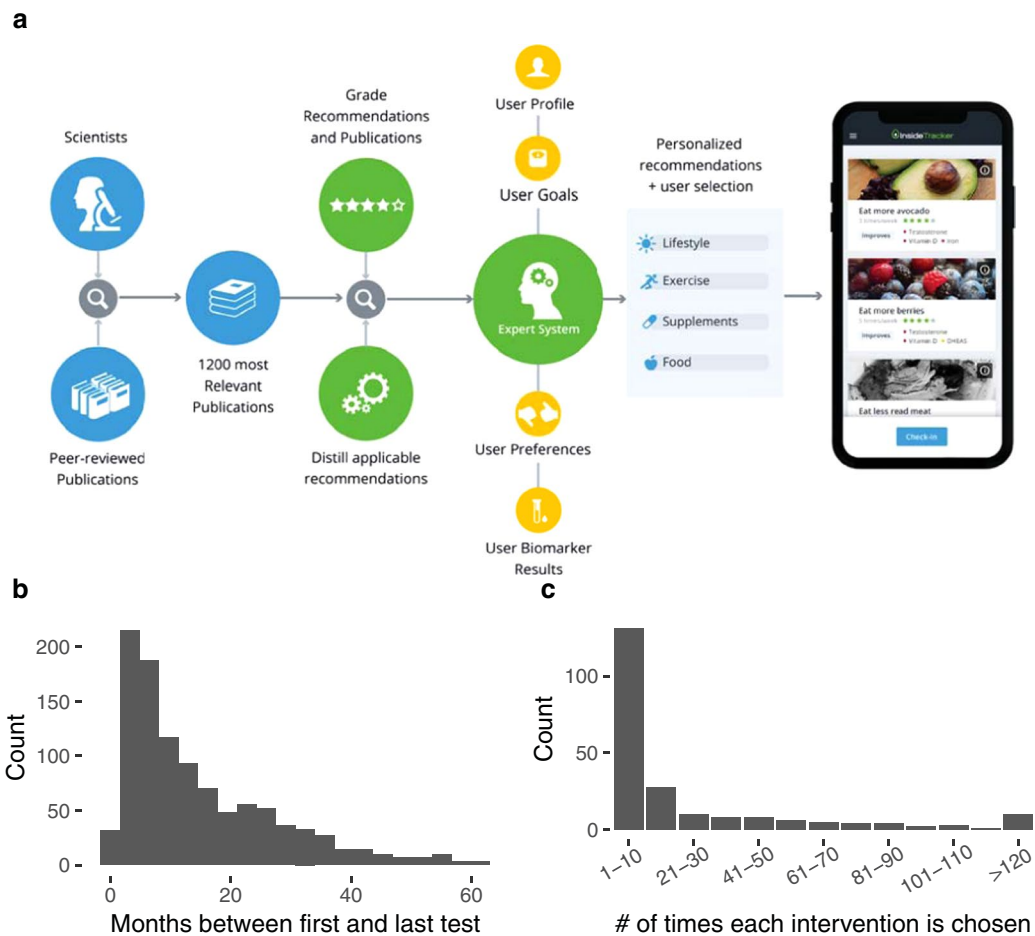 a
Scientists
Peer-reviewed
Publications
1200 most
Relevant
Publications
Grade
Recommendations
and Publications
Distill applicable
recommendations
User Profile
User Goals
Expert System
User Preferences
User Biomarker
Results
Personalized
recommendations
+ user selection
Lifestyle
Exercise
Supplements
Food
InsideTracker
Eat more avocado
Improves
Testosterone
Vitamin D
Iron
Eat more berries
Improves
Testosterone
Vitamin D
DHEAS
Eat less read meat
Check-in
b
Count
200
150
100
50
0
0 20 40 60
Months between first and last test
c
Count
100
50
0
1–10 21–30 41–50 61–70 81–90 101–110 >120
# of times each intervention is chosen